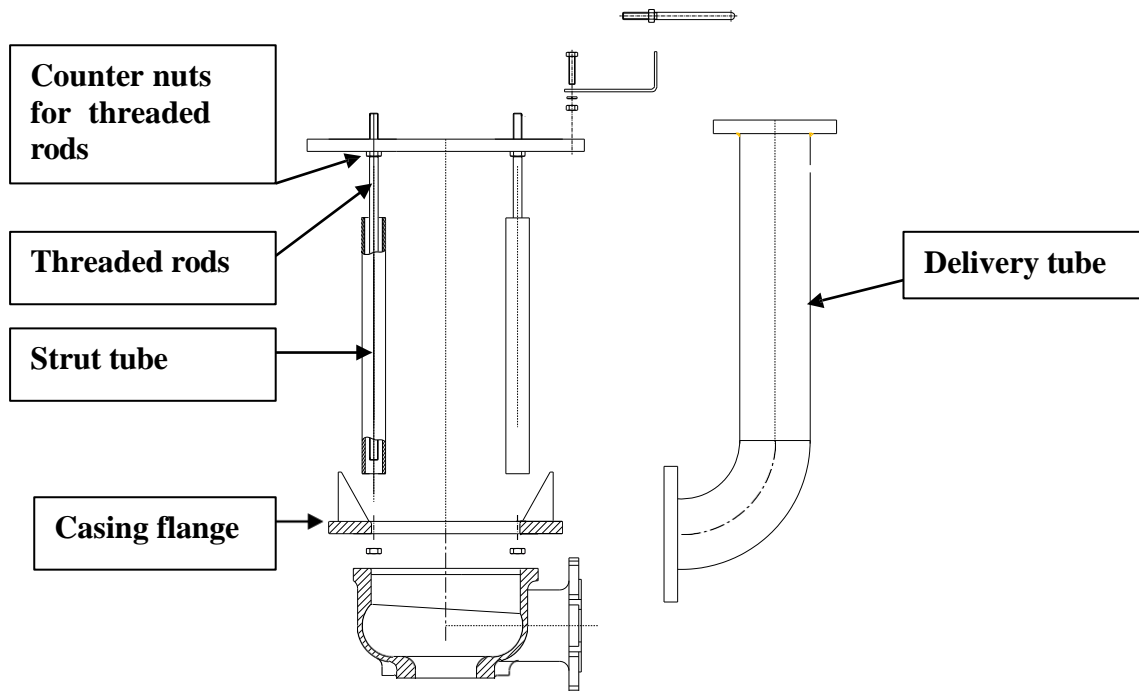 Counter nuts
for threaded
rods
Threaded rods
Strut tube
Casing flange
Delivery tube